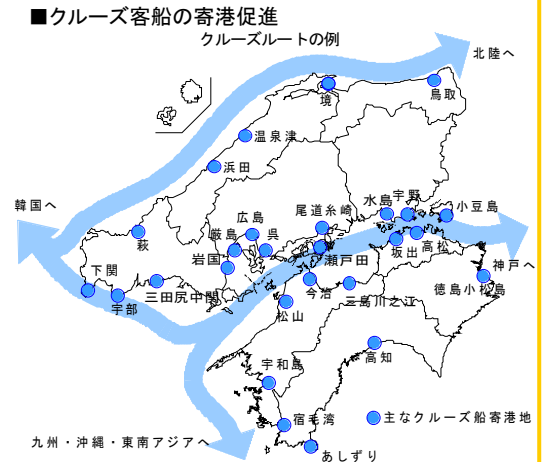 ■クルーズ客船の寄港促進
クルーズルートの例
北陸へ
境
鳥取
温泉津
浜田
韓国へ
萩
広島
厳島
呉
尾道糸崎
水島
宇野
小豆島
岩国
瀬戸田
坂出
高松
神戸へ
下関
宇部
三田尻中関
今治
三島川之江
徳島小松島
松山
高知
宇和島
宿毛湾
主なクルーズ船寄港地
九州・沖縄・東南アジアへ
あしずり